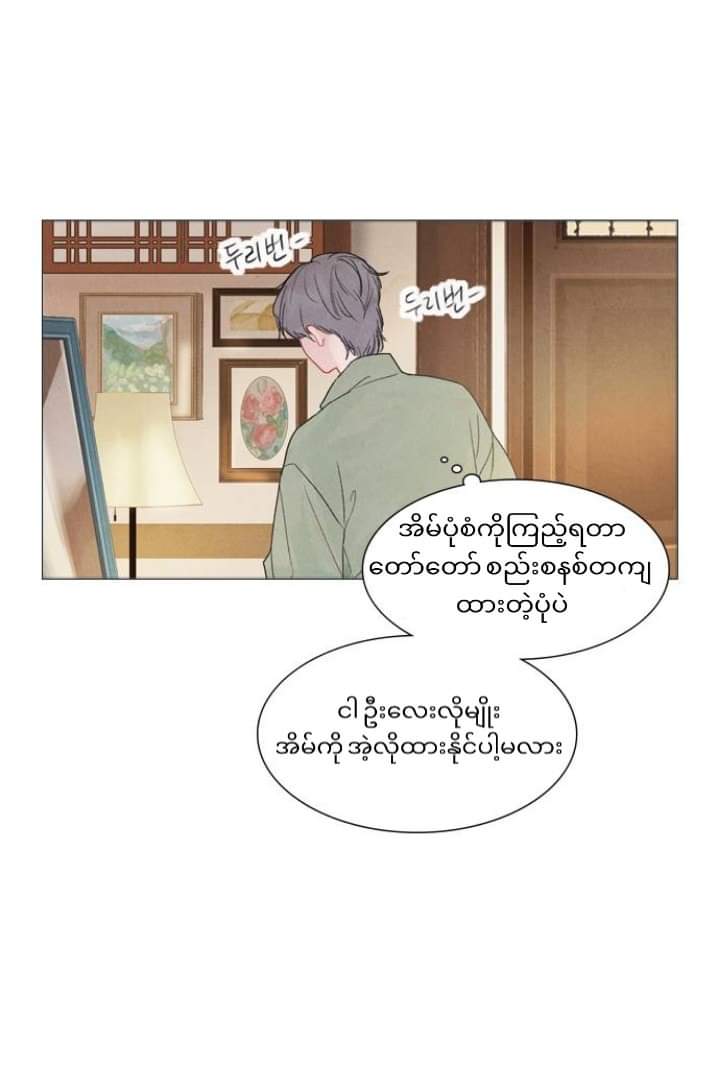 두리번~
두리번~
အိမ်ပုံစံကိုကြည့်ရတာ
တော်တော် စည်းစနစ်တကျ
ထားတဲ့ပုံပဲ
ငါ ဦးလေးလိုမျိုး
အိမ်ကို အဲ့လိုထားနိုင်ပါ့မလား